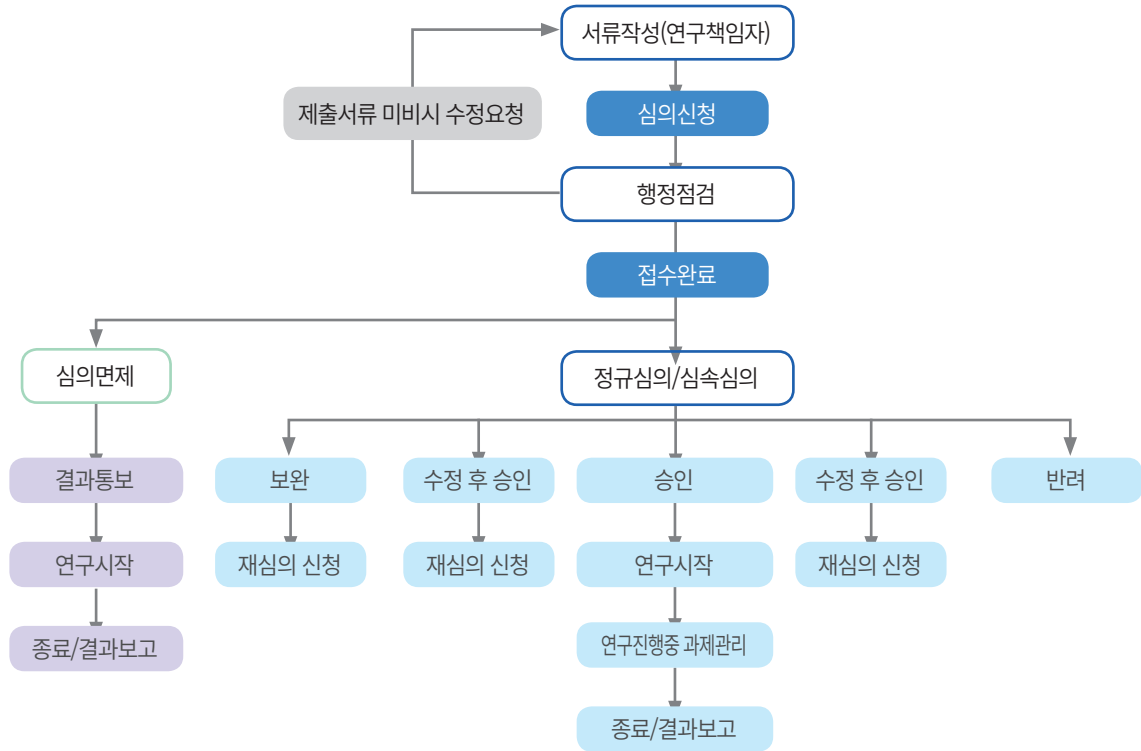 서류작성(연구책임자)
제출서류 미비시 수정요청
심의신청
행정점검
접수완료
심의면제
정규심의/심속심의
결과통보
보완
수정 후 승인
승인
수정 후 승인
반려
연구시작
재심의 신청
재심의 신청
연구시작
재심의 신청
종료/결과보고
연구진행중 과제관리
종료/결과보고